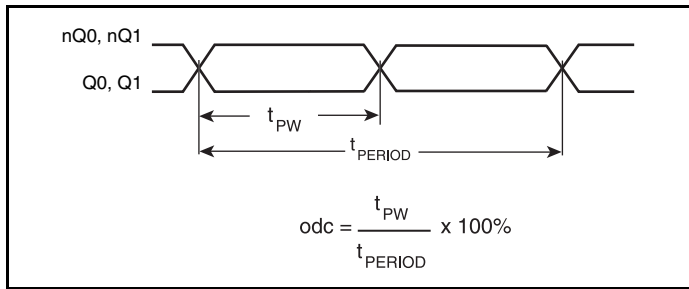 nQ0, nQ1
Q0, Q1
tPW
tPERIOD
odc = tPW / tPERIOD x 100%